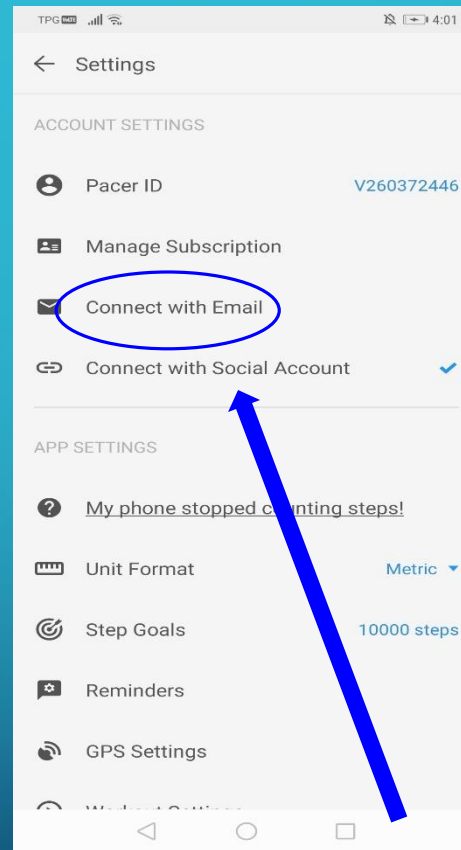 TPG 4:01
Settings
ACCOUNT SETTINGS
Pacer ID V260372446
Manage Subscription
Connect with Email
Connect with Social Account
APP SETTINGS
My phone stopped counting steps!
Unit Format Metric
Step Goals 10000 steps
Reminders
GPS Settings